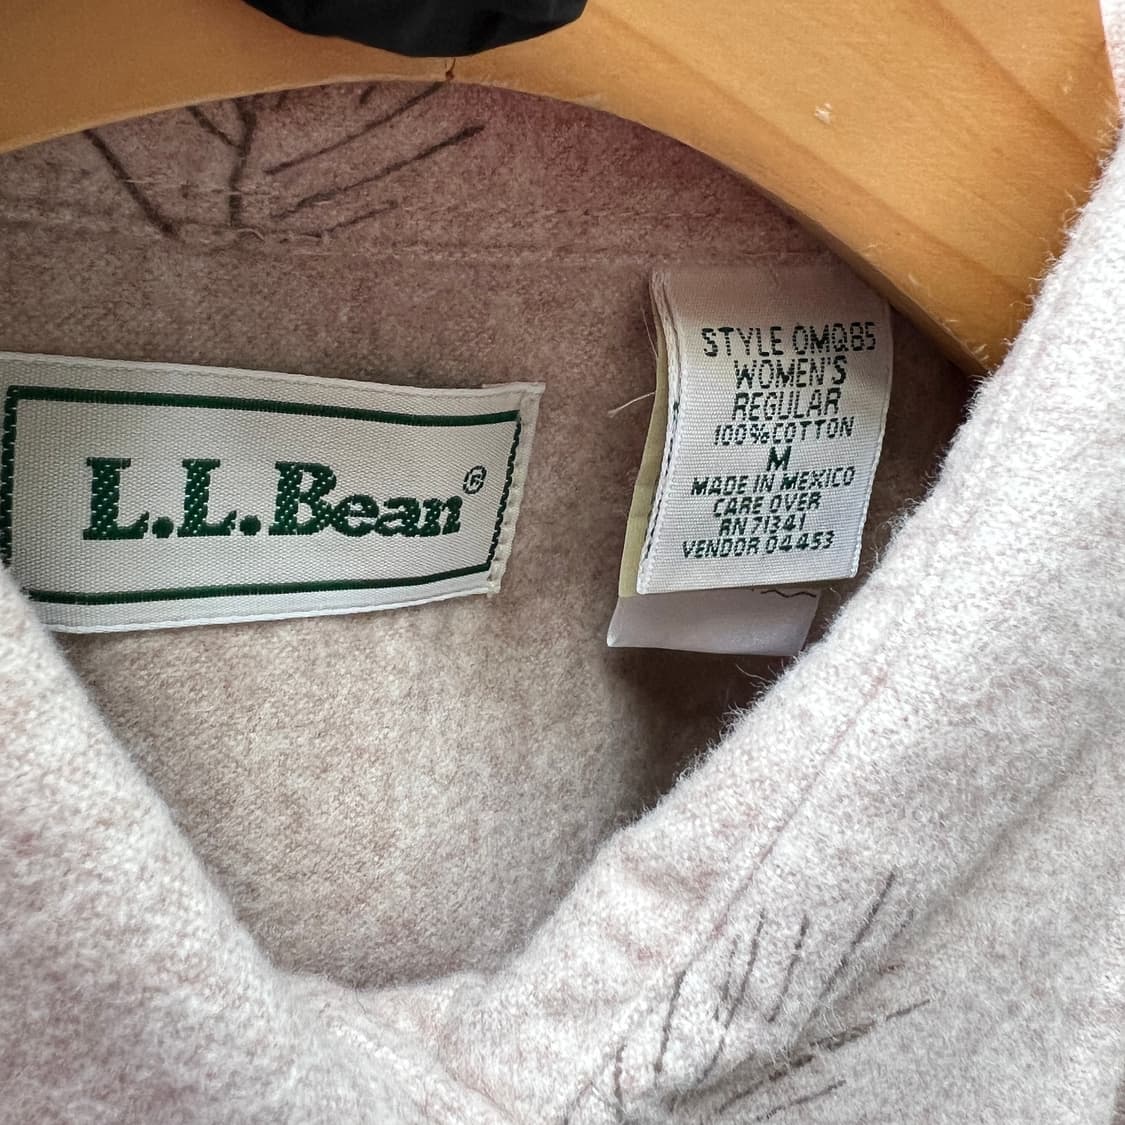 L.L.Bean®
STYLE OMQ85
WOMEN'S
REGULAR
100% COTTON
M
MADE IN MEXICO
CARE OVER
RN 71341
VENDOR 04453